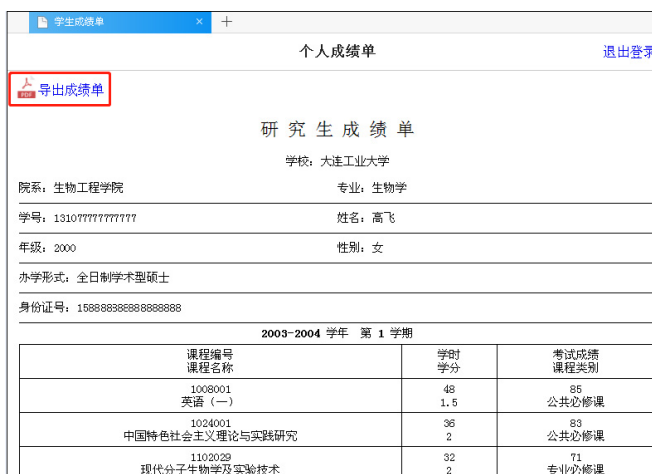 学生成绩单 × +
个人成绩单 退出登录
PDF 导出成绩单
研究生成绩单
学校：大连工业大学
院系：生物工程学院 专业：生物学
学号：13107777777777 姓名：高飞
年级：2000 性别：女
办学形式：全日制学术型硕士
身份证号：158888888888888888
2003-2004 学年 第 1 学期
课程编号 学时 考试成绩
课程名称 学分 课程类别
1008001 48 85
英语（一） 1.5 公共必修课
1024001 36 83
中国特色社会主义理论与实践研究 2 公共必修课
1102029 32 71
现代分子生物学及实验技术 2 专业必修课